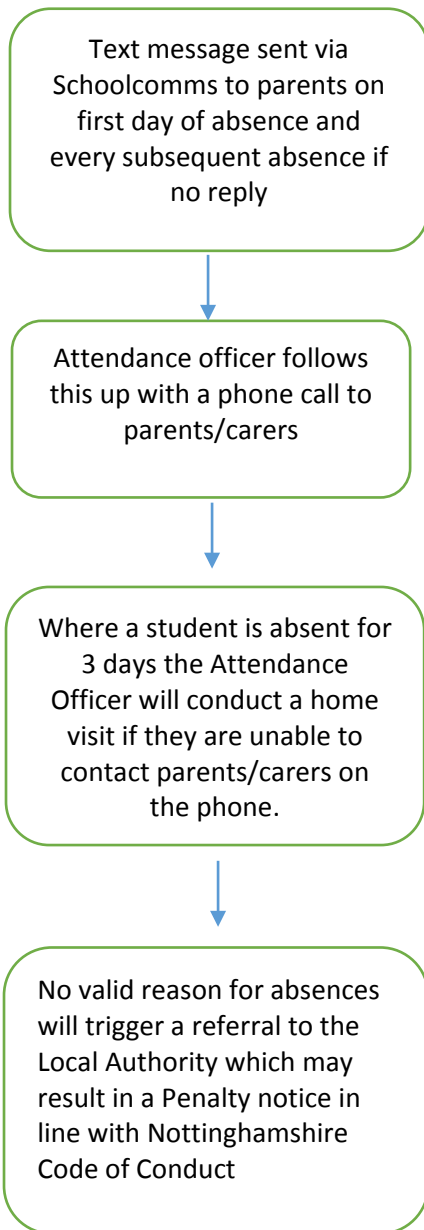 Text message sent via
Schoolcomms to parents on
first day of absence and
every subsequent absence if
no reply
Attendance officer follows
this up with a phone call to
parents/carers
Where a student is absent for
3 days the Attendance
Officer will conduct a home
visit if they are unable to
contact parents/carers on
the phone.
No valid reason for absences
will trigger a referral to the
Local Authority which may
result in a Penalty notice in
line with Nottinghamshire
Code of Conduct